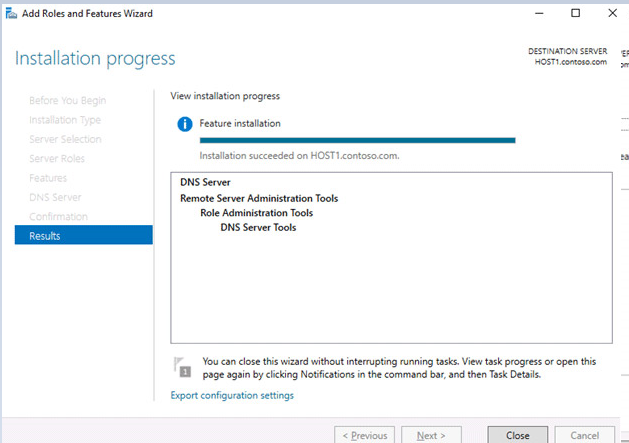 Add Roles and Features Wizard
Installation progress
DESTINATION SERVER
HOST1.contoso.com
Before You Begin
Installation Type
Server Selection
Server Roles
Features
DNS Server
Confirmation
Results
View installation progress
Feature installation
Installation succeeded on HOST1.contoso.com.
DNS Server
Remote Server Administration Tools
Role Administration Tools
DNS Server Tools
1
You can close this wizard without interrupting running tasks. View task progress or open this
page again by clicking Notifications in the command bar, and then Task Details.
Export configuration settings
< Previous
Next >
Close
Cancel